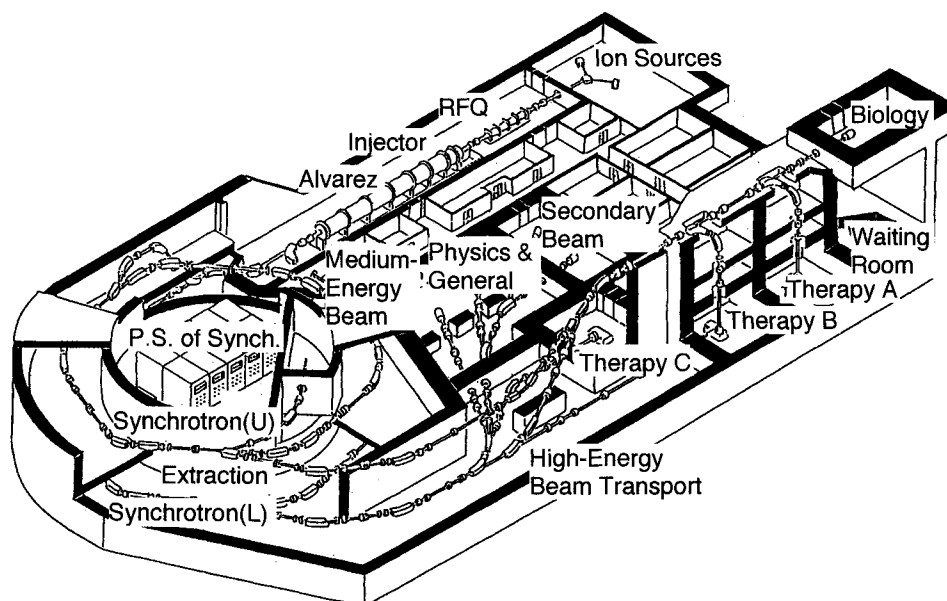 Ion Sources
RFQ
Biology
Injector
Alvarez
Secondary
Beam
Waiting
Room
Physics &
General
Medium-
Energy
Beam
Therapy A
Therapy B
P.S. of Synch.
Therapy C
Synchrotron(U)
Extraction
High-Energy
Beam Transport
Synchrotron(L)